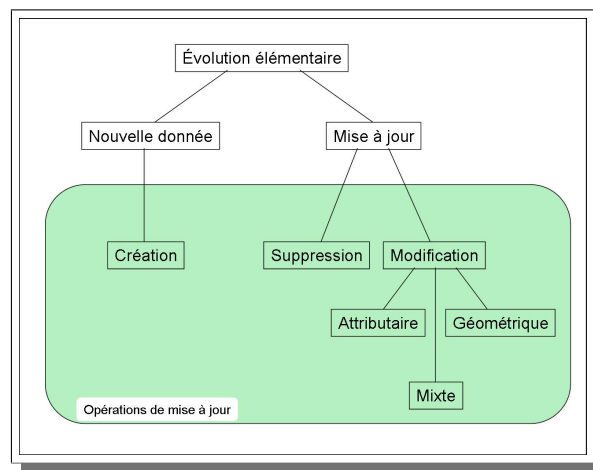 Évolution élémentaire
Nouvelle donnée
Mise à jour
Création
Suppression
Modification
Attributaire
Géométrique
Mixte
Opérations de mise à jour